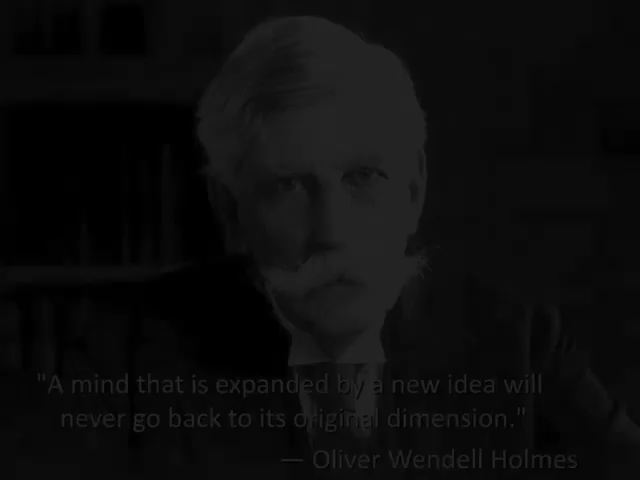 "A mind that is expanded by a new idea will
never go back to its original dimension."
— Oliver Wendell Holmes